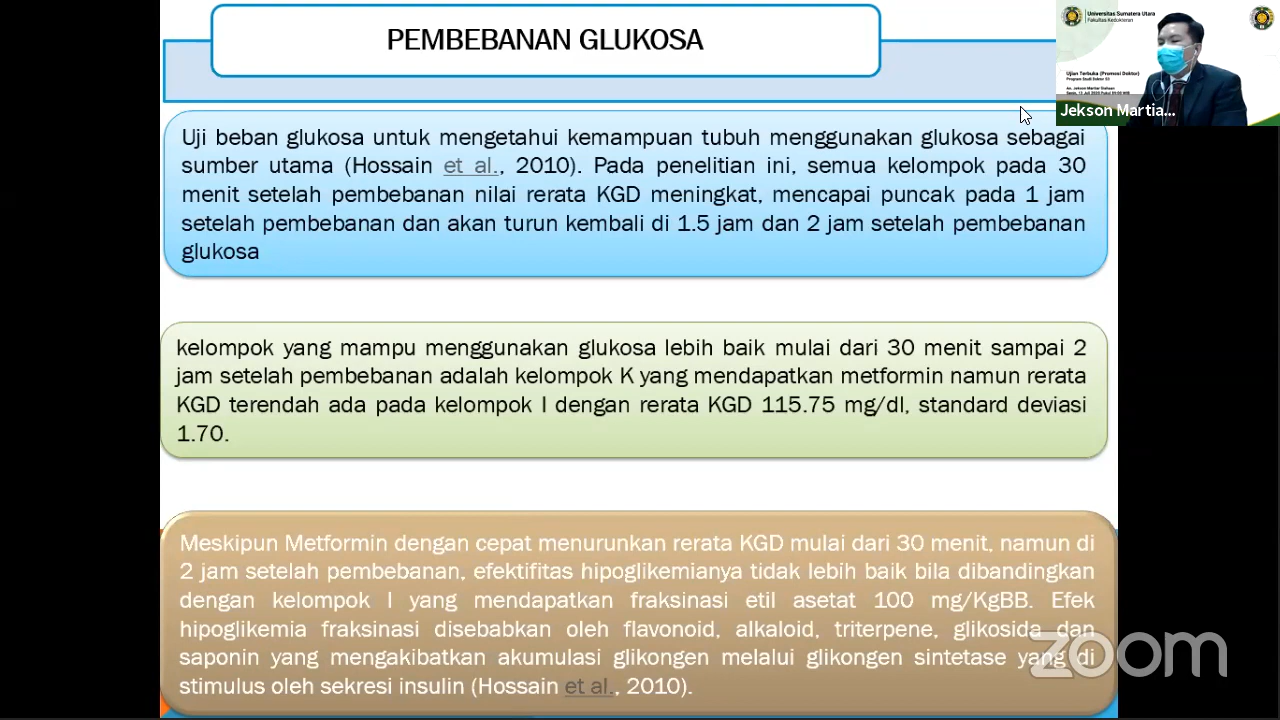 PEMBEBANAN GLUKOSA
Universitas Sumatera Utara
Fakultas Kedokteran
Ujian Terbuka (Promosi Doktor)
Program Studi Doktor S3
Jekson Martia...
Uji beban glukosa untuk mengetahui kemampuan tubuh menggunakan glukosa sebagai
sumber utama (Hossain et al., 2010). Pada penelitian ini, semua kelompok pada 30
menit setelah pembebanan nilai rerata KGD meningkat, mencapai puncak pada 1 jam
setelah pembebanan dan akan turun kembali di 1.5 jam dan 2 jam setelah pembebanan
glukosa
kelompok yang mampu menggunakan glukosa lebih baik mulai dari 30 menit sampai 2
jam setelah pembebanan adalah kelompok K yang mendapatkan metformin namun rerata
KGD terendah ada pada kelompok I dengan rerata KGD 115.75 mg/dl, standard deviasi
1.70.
Meskipun Metformin dengan cepat menurunkan rerata KGD mulai dari 30 menit, namun di
2 jam setelah pembebanan, efektifitas hipoglikemianya tidak lebih baik bila dibandingkan
dengan kelompok I yang mendapatkan fraksinasi etil asetat 100 mg/KgBB. Efek
hipoglikemia fraksinasi disebabkan oleh flavonoid, alkaloid, triterpene, glikosida dan
saponin yang mengakibatkan akumulasi glikongen melalui glikongen sintetase yang di
stimulus oleh sekresi insulin (Hossain et al., 2010).
zoom